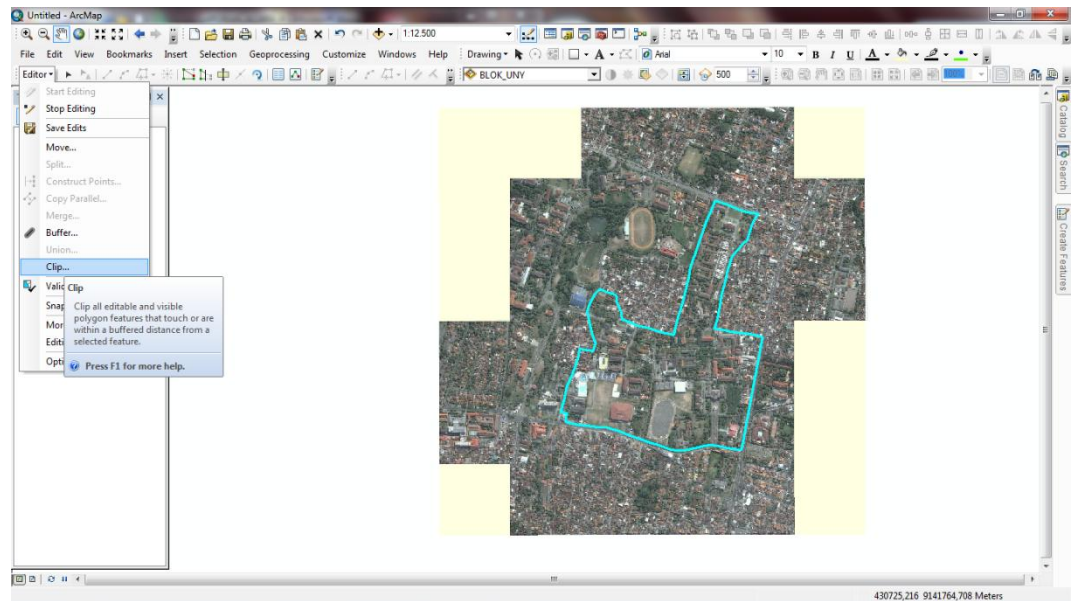 Untitled - ArcMap
1:12.500
File Edit View Bookmarks Insert Selection Geoprocessing Customize Windows Help
Drawing
A
Arial
10
B I U A
Editor
BLOK_UNY
500
100%
Start Editing
Stop Editing
Save Edits
Move...
Split...
Construct Points...
Copy Parallel...
Merge...
Buffer...
Union...
Clip...
Clip
Clip all editable and visible
polygon features that touch or are
within a buffered distance from a
selected feature.
Press F1 for more help.
Catalog
Search
Create Features
430725,216 9141764,708 Meters